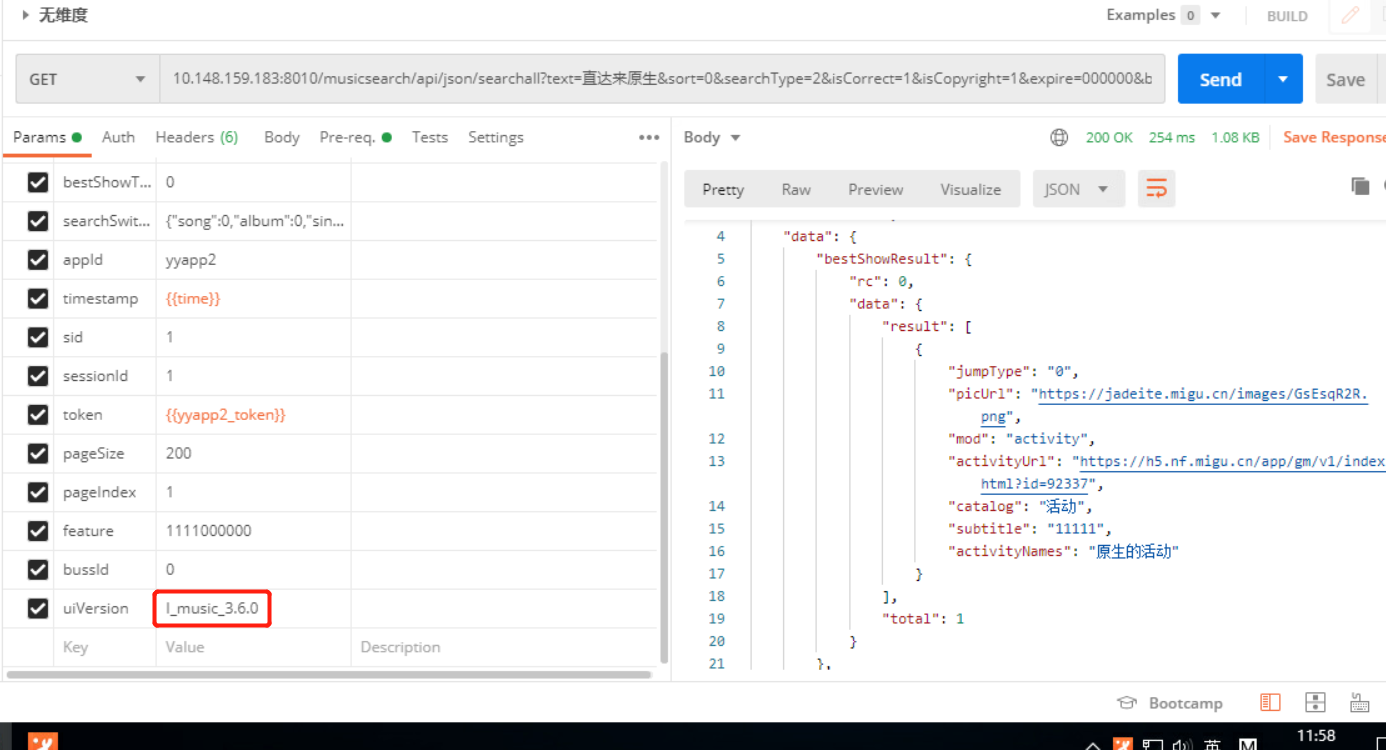 无维度
Examples 0
BUILD
GET
10.148.159.183:8010/musicsearch/api/json/searchall?text=直达来原生&sort=0&searchType=2&isCorrect=1&isCopyright=1&expire=000000&b
Send
Save
Params Auth Headers (6) Body Pre-req. Tests Settings •••
bestShowT... 0
searchSwit... {"song":0,"album":0,"sin...
appId yyapp2
timestamp {{time}}
sid 1
sessionId 1
token {{yyapp2_token}}
pageSize 200
pageIndex 1
feature 1111000000
bussId 0
uiVersion I_music_3.6.0
Key Value Description
Body 200 OK 254 ms 1.08 KB Save Response
Pretty Raw Preview Visualize JSON
4 "data": {
5 "bestShowResult": {
6 "rc": 0,
7 "data": {
8 "result": [
9 {
10 "jumpType": "0",
11 "picUrl": "https://jadeite.migu.cn/images/GsEsqR2R.
png",
12 "mod": "activity",
13 "activityUrl": "https://h5.nf.migu.cn/app/gm/v1/index
html?id=92337",
14 "catalog": "活动",
15 "subtitle": "11111",
16 "activityNames": "原生的活动"
17 }
18 ],
19 "total": 1
20 }
21 },
Bootcamp
英 M 11:58